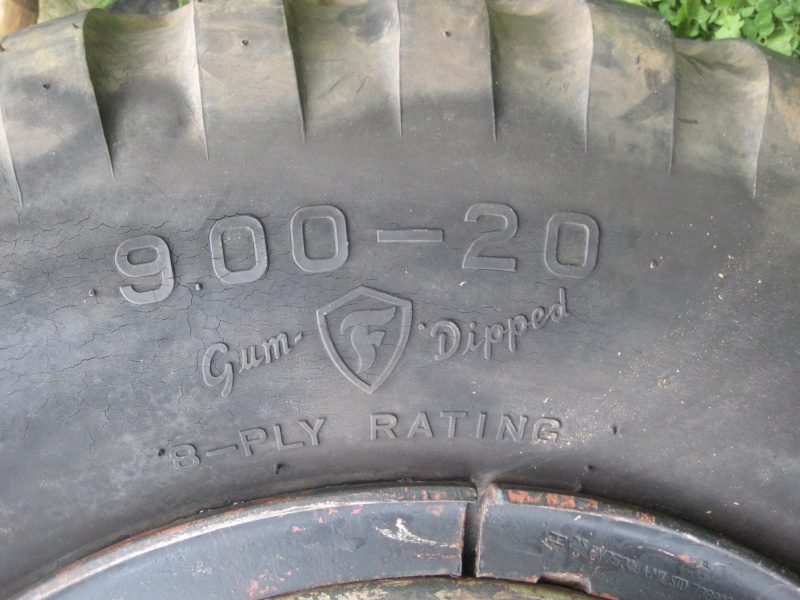 900-20
Gum-F-Dipped
8-PLY RATING